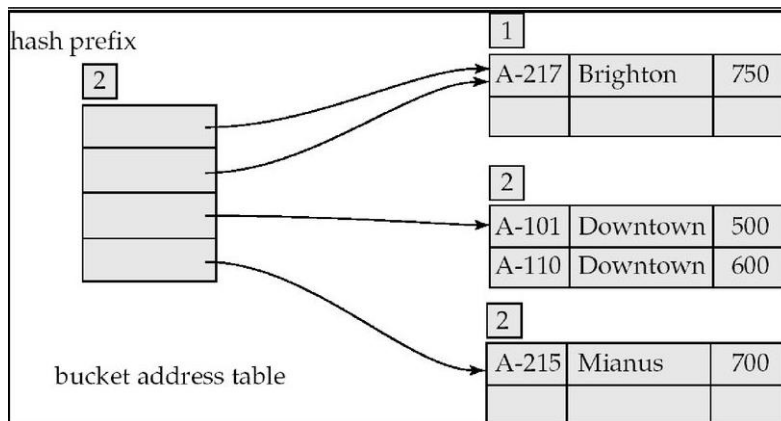 hash prefix
2
1
A-217 Brighton 750
2
A-101 Downtown 500
A-110 Downtown 600
2
A-215 Mianus 700
bucket address table